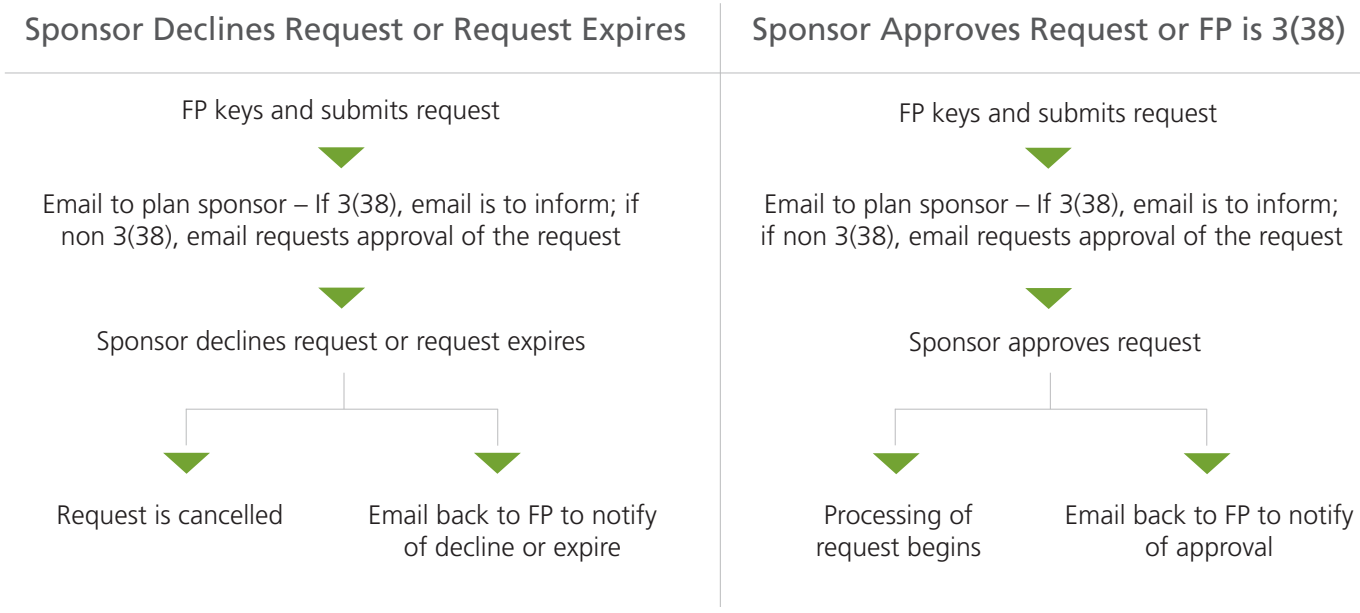 Sponsor Declines Request or Request Expires
FP keys and submits request
Email to plan sponsor – If 3(38), email is to inform; if
non 3(38), email requests approval of the request
Sponsor declines request or request expires
Request is cancelled
Email back to FP to notify
of decline or expire
Sponsor Approves Request or FP is 3(38)
FP keys and submits request
Email to plan sponsor – If 3(38), email is to inform;
if non 3(38), email requests approval of the request
Sponsor approves request
Processing of
request begins
Email back to FP to notify
of approval